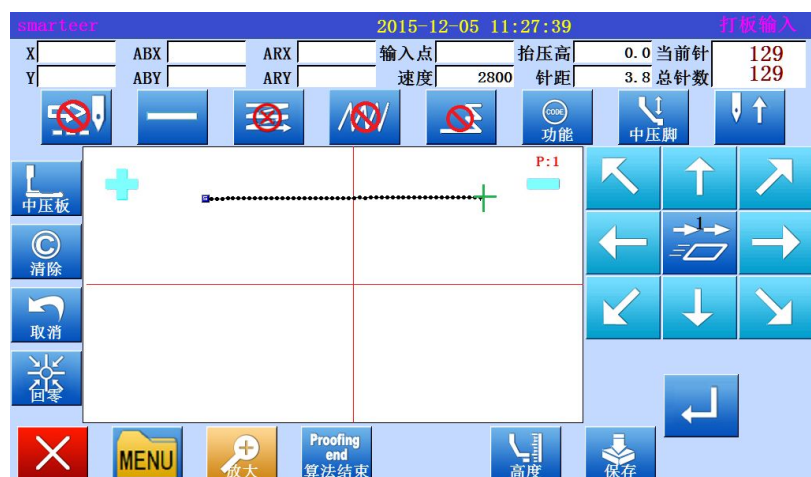 smarteer 2015-12-05 11:27:39 打板输入
X ABX ARX 输入点 抬压高 0.0 当前针 129
Y ABY ARY 速度 2800 针距 3.8 总针数 129
CODE
功能 中压脚
P:1
中压板
S
1
©
清除
取消
回零
MENU
放大
Proofing
end
算法结束
高度
保存